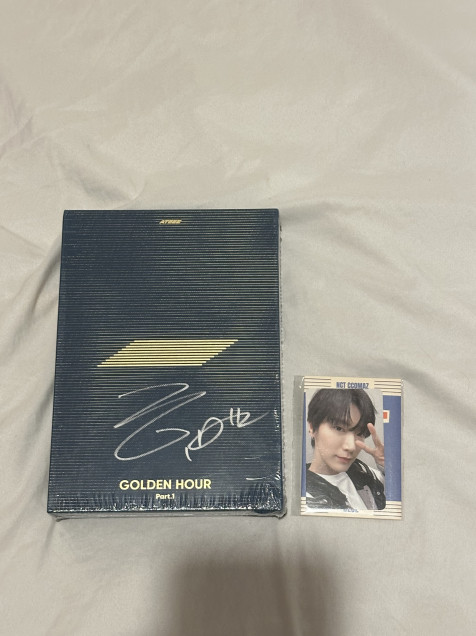 ATEEZ
GOLDEN HOUR
Part.1
NCT CCOMAZ